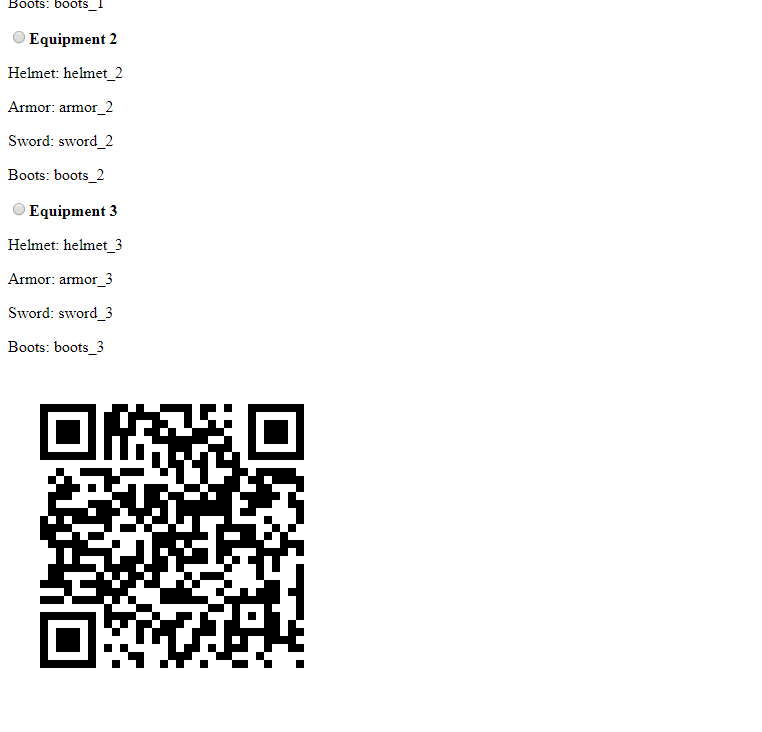 Boots: boots_1
Equipment 2
Helmet: helmet_2
Armor: armor_2
Sword: sword_2
Boots: boots_2
Equipment 3
Helmet: helmet_3
Armor: armor_3
Sword: sword_3
Boots: boots_3